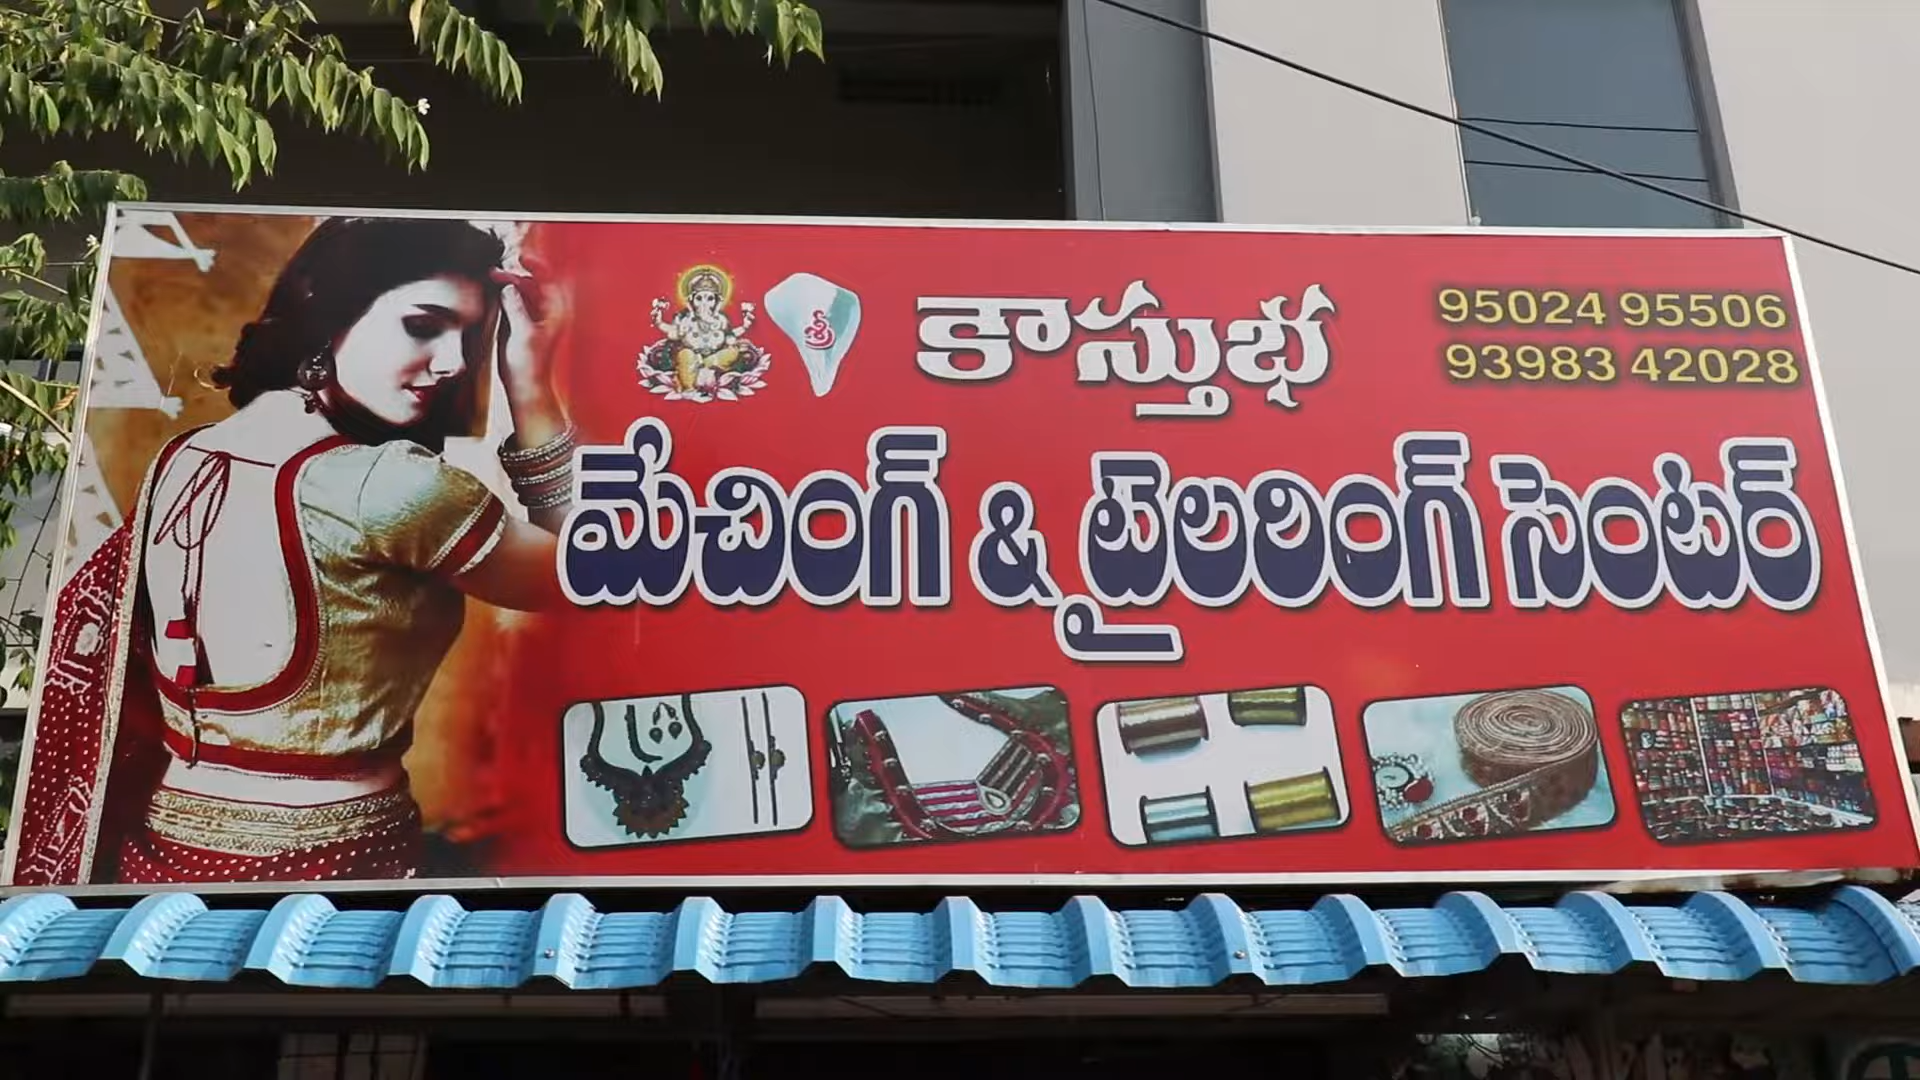 శ్రీ
కౌస్తుభ
95024 95506
93983 42028
మేచింగ్ & టైలరింగ్ సెంటర్